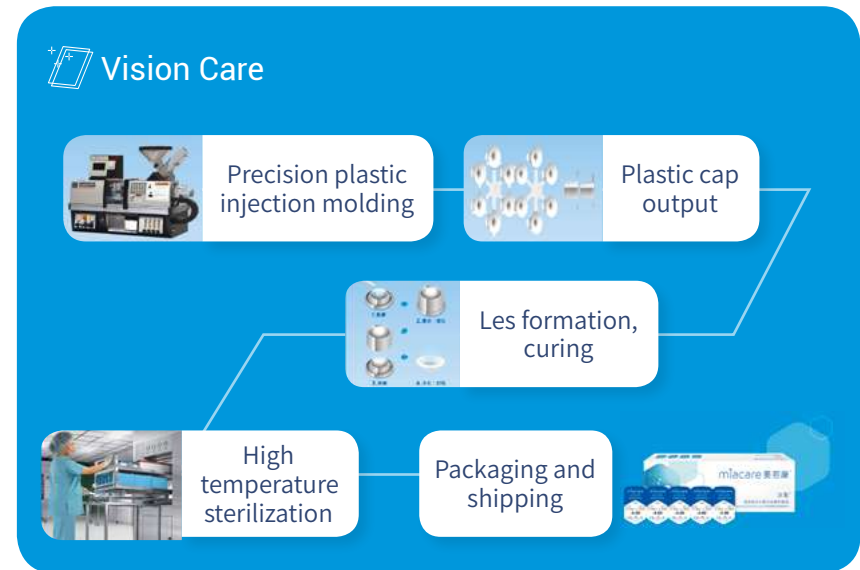 Vision Care
Precision plastic
injection molding
Plastic cap
output
Les formation,
curing
High
temperature
sterilization
Packaging and
shipping
miacare